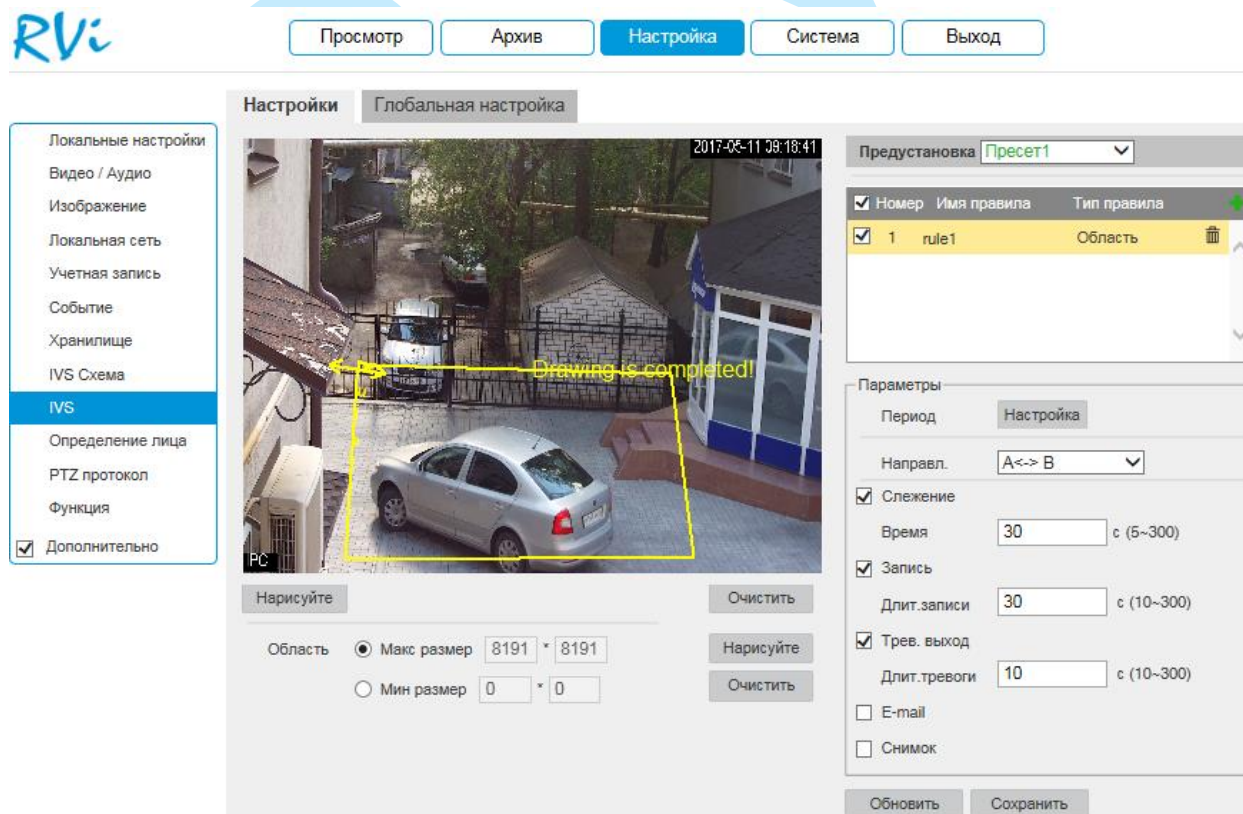 RVi
Просмотр Архив Настройка Система Выход
Настройки Глобальная настройка
Локальные настройки
Видео / Аудио
Изображение
Локальная сеть
Учетная запись
Событие
Хранилище
IVS Схема
IVS
Определение лица
PTZ протокол
Функция
Дополнительно
2017-05-11 09:18:41
Drawing is completed!
PC
Нарисуйте Очистить
Область Макс размер 8191 * 8191 Нарисуйте
Мин размер 0 * 0 Очистить
Предустановка Пресет1
Номер Имя правила Тип правила
1 rule1 Область
Параметры
Период Настройка
Направл. A<-> B
Слежение
Время 30 с (5~300)
Запись
Длит.записи 30 с (10~300)
Трев. выход
Длит.тревоги 10 с (10~300)
E-mail
Снимок
Обновить Сохранить